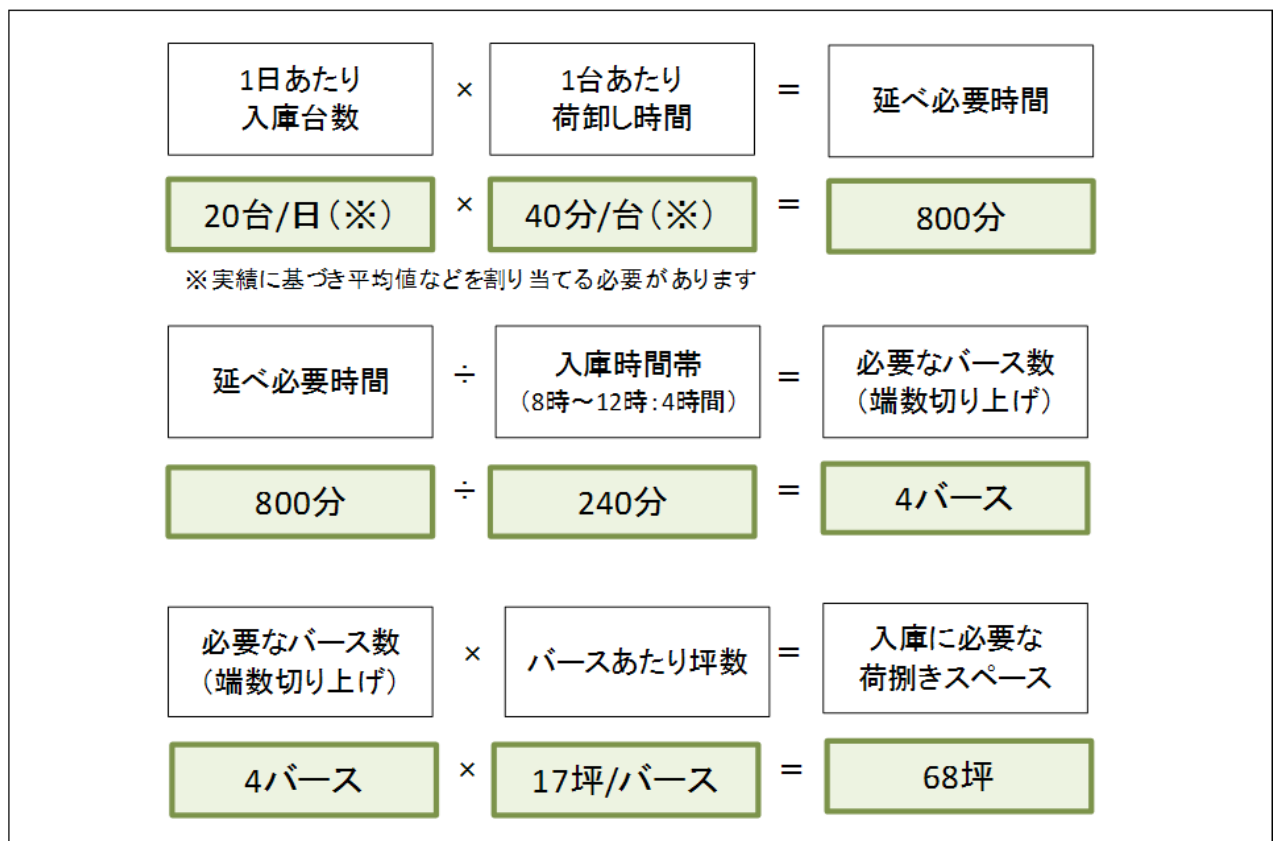 1日あたり
入庫台数
×
1台あたり
荷卸し時間
=
延べ必要時間
20台/日(※)
×
40分/台(※)
=
800分
※実績に基づき平均値などを割り当てる必要があります
延べ必要時間
÷
入庫時間帯
(8時～12時:4時間)
=
必要なバース数
(端数切り上げ)
800分
÷
240分
=
4バース
必要なバース数
(端数切り上げ)
×
バースあたり坪数
=
入庫に必要な
荷捌きスペース
4バース
×
17坪/バース
=
68坪